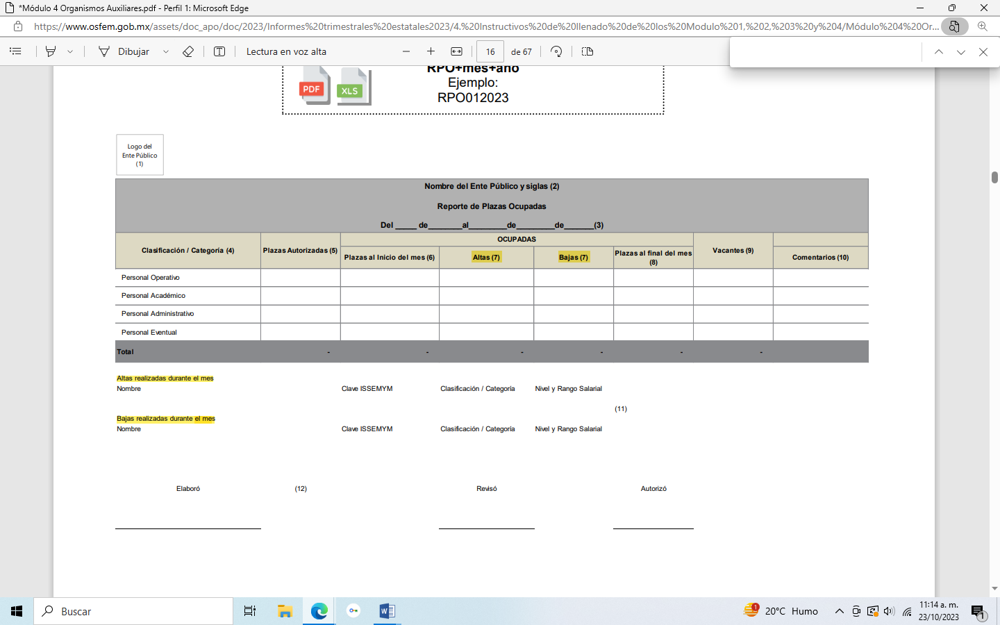 *Módulo 4 Organismos Auxiliares.pdf - Perfil 1: Microsoft Edge
https://www.osfem.gob.mx/assets/doc_apo/doc/2023/Informes%20trimestrales%20estatales2023/4.%20Instructivos%20de%20llenado%20de%20los%20Modulo%201,%202,%203%20y%204/Módulo%204%20Or...
Dibujar
Lectura en voz alta
16
de 67
RPO+mes+año
Ejemplo:
RPO012023
PDF
XLS
Logo del
Ente Público
(1)
Nombre del Ente Público y siglas (2)
Reporte de Plazas Ocupadas
Del _____ de________al_________de_________de_______(3)
Clasificación / Categoría (4)
Plazas Autorizadas (5)
OCUPADAS
Plazas al Inicio del mes (6)
Altas (7)
Bajas (7)
Plazas al final del mes
(8)
Vacantes (9)
Comentarios (10)
Personal Operativo
Personal Académico
Personal Administrativo
Personal Eventual
Total - - - - - -
Altas realizadas durante el mes
Nombre Clave ISSEMYM Clasificación / Categoría Nivel y Rango Salarial
(11)
Bajas realizadas durante el mes
Nombre Clave ISSEMYM Clasificación / Categoría Nivel y Rango Salarial
Elaboró (12) Revisó Autorizó
Buscar
1
20°C Humo
11:14 a. m.
23/10/2023
1